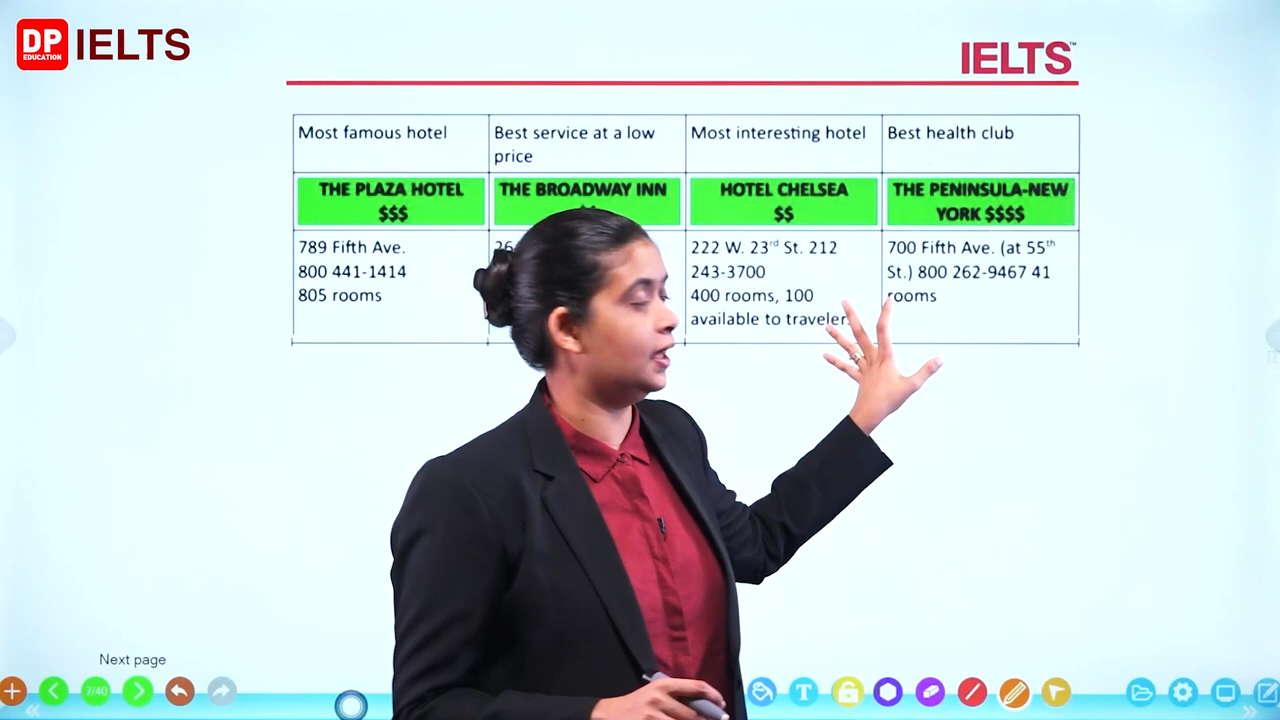 DP
EDUCATION
IELTS
IELTS™
Most famous hotel
Best service at a low
price
Most interesting hotel
Best health club
THE PLAZA HOTEL
$$$
THE BROADWAY INN
HOTEL CHELSEA
$$
THE PENINSULA-NEW
YORK $$$$
789 Fifth Ave.
800 441-1414
805 rooms
26
222 W. 23rd St. 212
243-3700
400 rooms, 100
available to traveler
700 Fifth Ave. (at 55th
St.) 800 262-9467 41
rooms
Next page
7/40
T